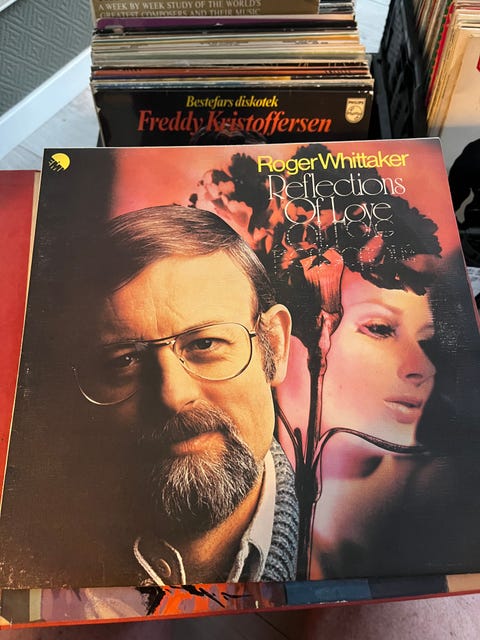 A WEEK BY WEEK STUDY OF THE WORLD'S
GREATEST COMPOSERS AND THEIR MUSIC
PHILIPS
Bestefars diskotek
Freddy Kristoffersen
Roger Whittaker
Reflections
Of Love